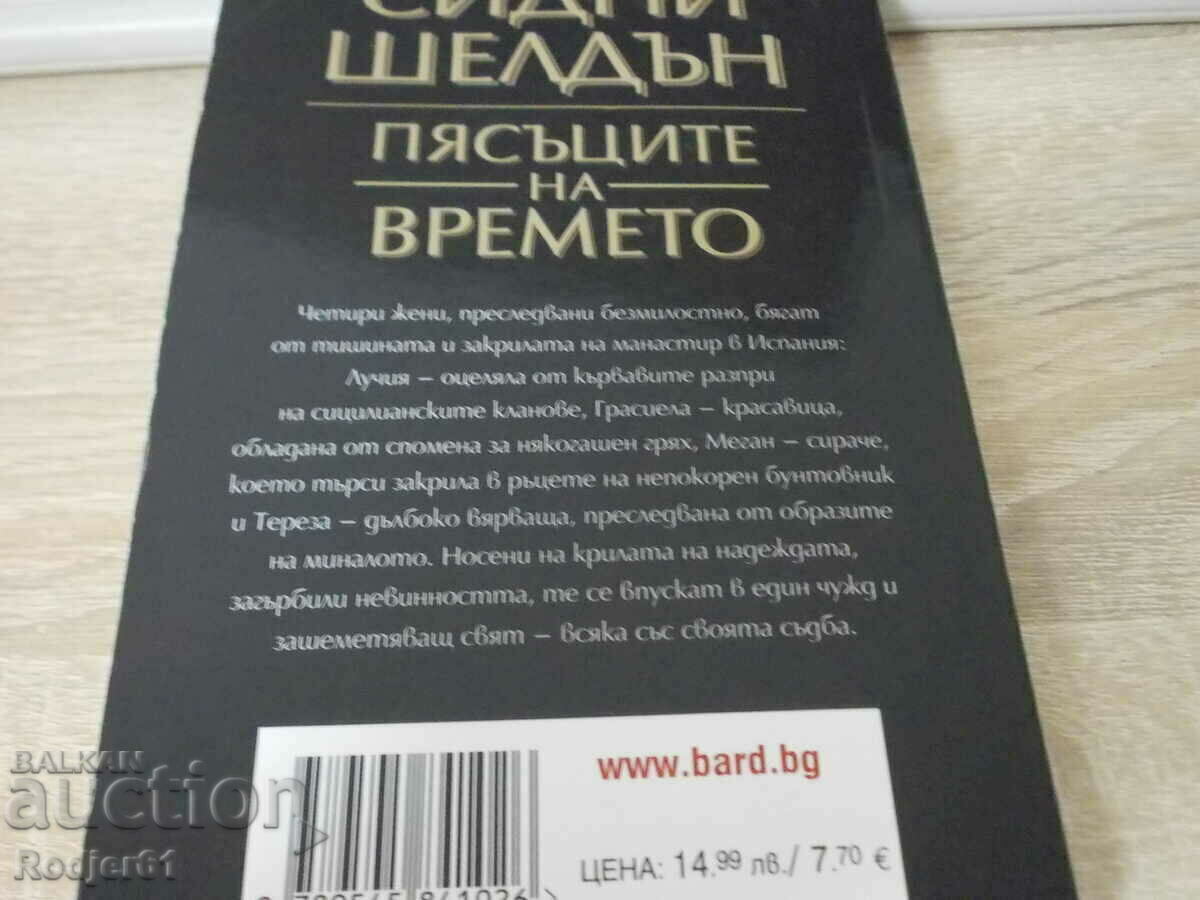 СИДНИ
ШЕЛДЪН
ПЯСЪЦИТЕ
НА
ВРЕМЕТО
Четири жени, преследвани безмилостно, бягат
от тишината и закрилата на манастир в Испания:
Лучия – оцеляла от кървавите разпри
на сицилианските кланове, Грасиела – красавица,
обладана от спомена за някогашен грях, Меган – сираче,
което търси закрила в ръцете на непокорен бунтовник
и Тереза – дълбоко вярваща, преследвана от образите
на миналото. Носени на крилата на надеждата,
загърбили невинността, те се впускат в един чужд и
зашеметяващ свят – всяка със своята съдба.
www.bard.bg
ЦЕНА: 14.99 лв./ 7.70 €
BALKAN
auction
Rodjer61